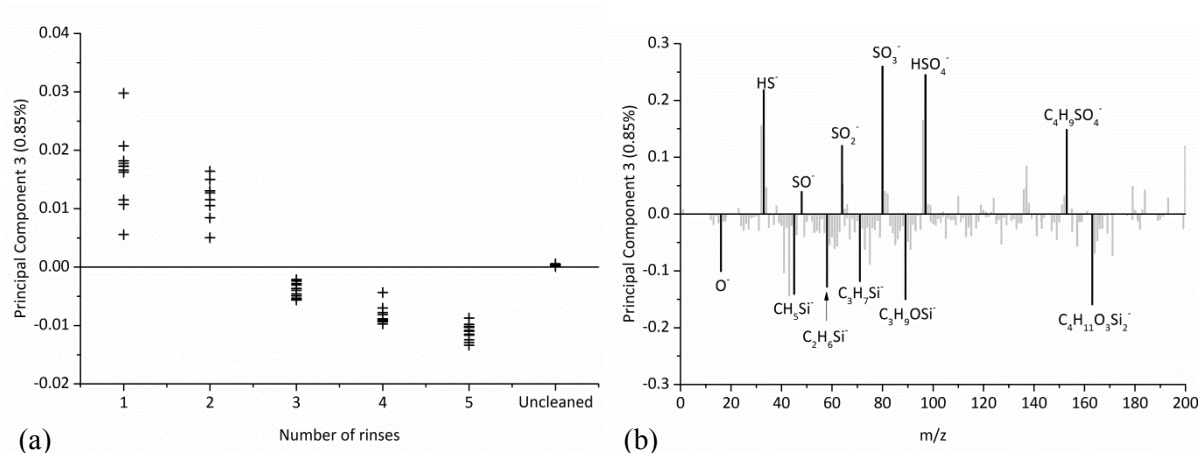 0.04
0.03
0.02
0.01
0.00
-0.01
-0.02
Principal Component 3 (0.85%)
1 2 3 4 5 Uncleaned
Number of rinses
(a)
0.3
0.2
0.1
0.0
-0.1
-0.2
-0.3
Principal Component 3 (0.85%)
HS⁻
SO⁻
SO₂⁻
SO₃⁻
HSO₄⁻
C₄H₉SO₄⁻
O⁻
CH₅Si⁻
C₂H₆Si⁻
C₃H₇Si⁻
C₃H₉OSi⁻
C₄H₁₁O₃Si₂⁻
0 20 40 60 80 100 120 140 160 180 200
m/z
(b)